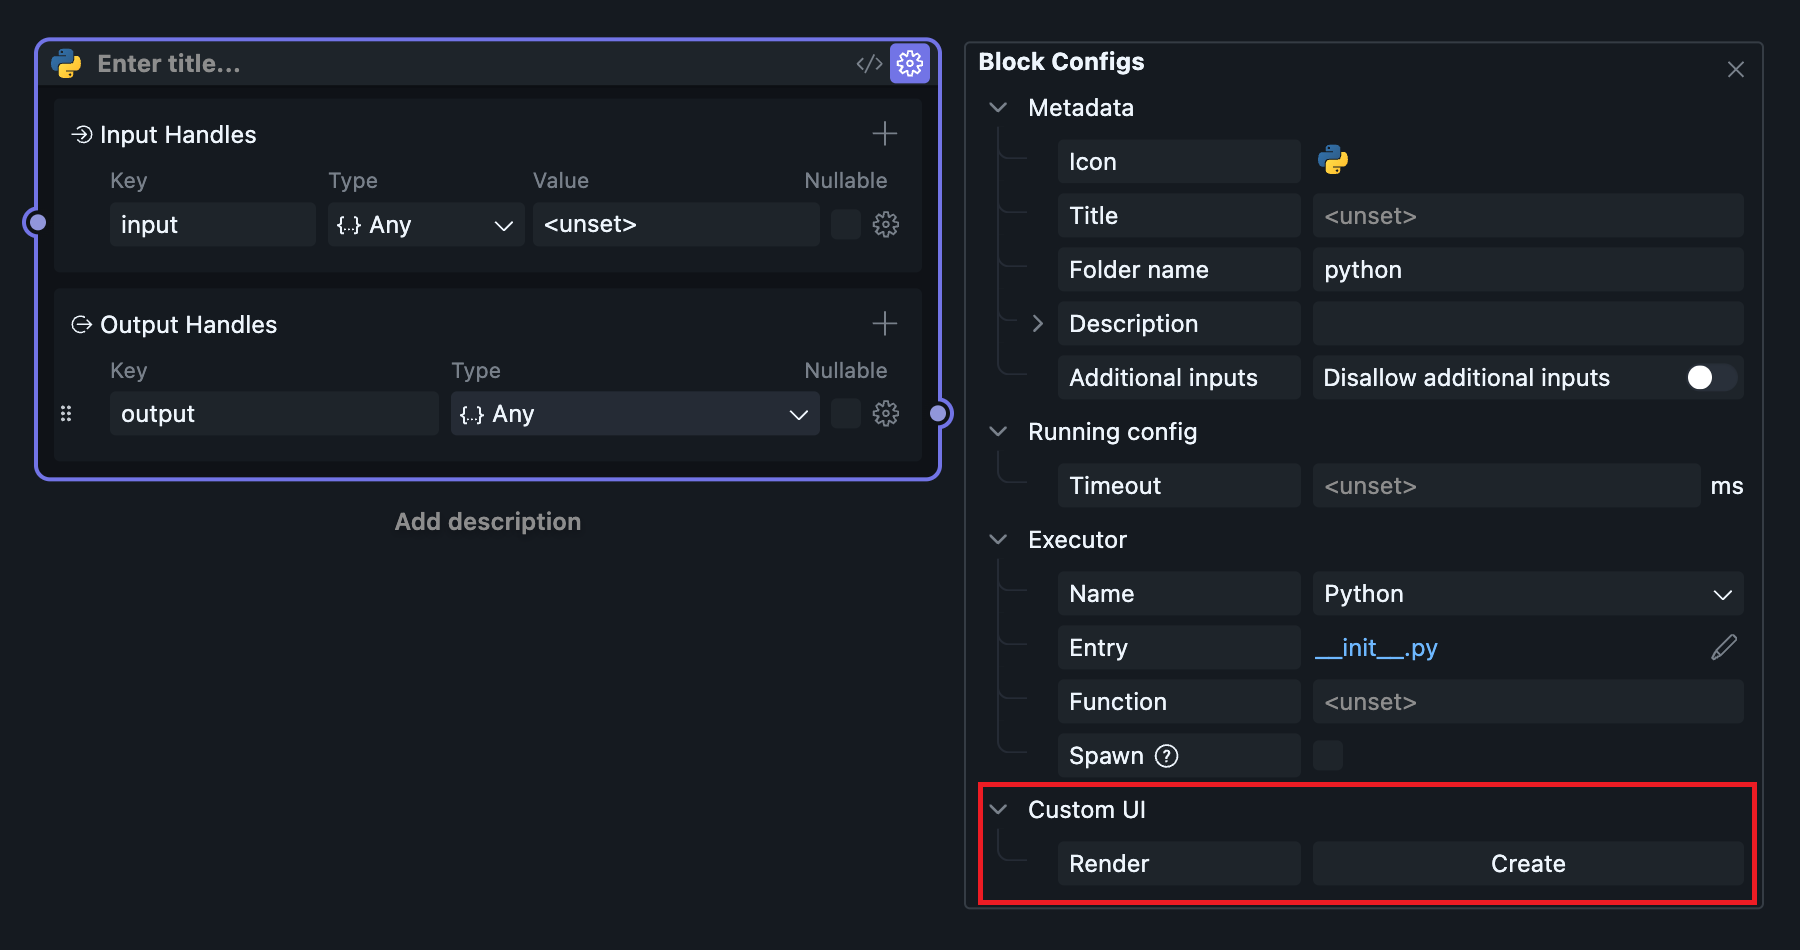 Enter title...
Input Handles
Key Type Value Nullable
input {...} Any <unset>
Output Handles
Key Type Nullable
output {...} Any
Add description
Block Configs
Metadata
Icon
Title <unset>
Folder name python
Description
Additional inputs Disallow additional inputs
Running config
Timeout <unset> ms
Executor
Name Python
Entry __init__.py
Function <unset>
Spawn ?
Custom UI
Render Create